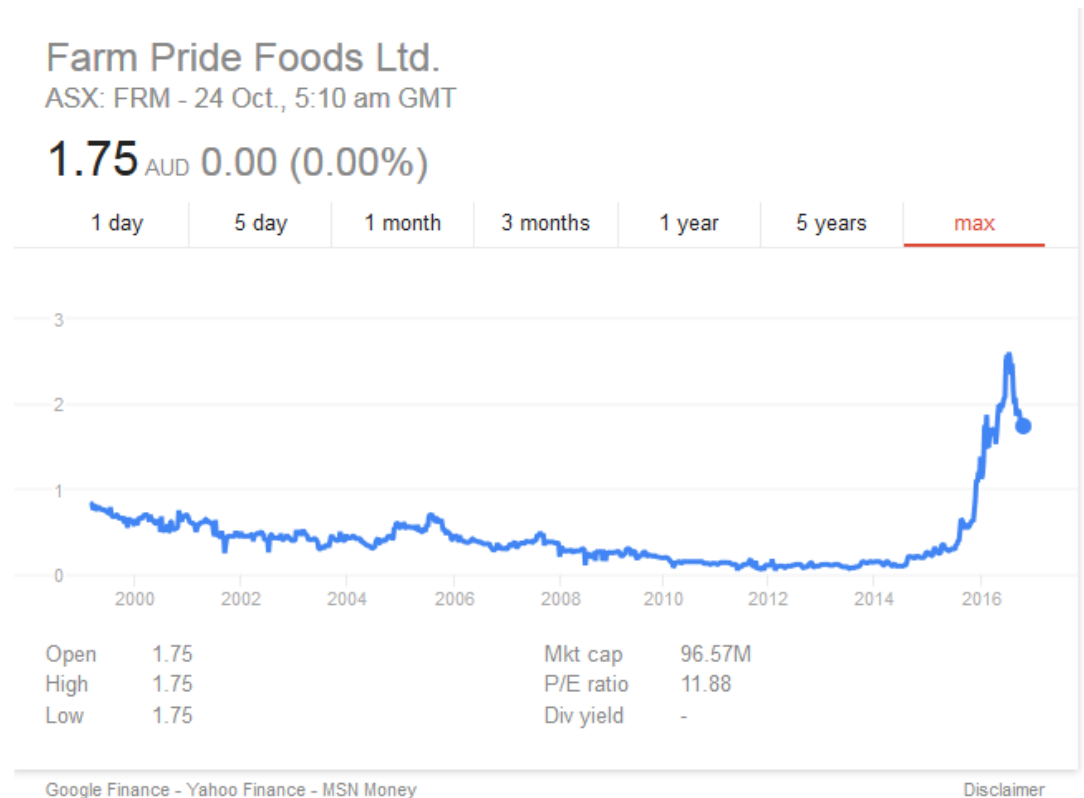 Farm Pride Foods Ltd.
ASX: FRM - 24 Oct., 5:10 am GMT
1.75 AUD 0.00 (0.00%)
1 day 5 day 1 month 3 months 1 year 5 years max
3
2
1
0
2000 2002 2004 2006 2008 2010 2012 2014 2016
Open 1.75 Mkt cap 96.57M
High 1.75 P/E ratio 11.88
Low 1.75 Div yield -
Google Finance - Yahoo Finance - MSN Money Disclaimer